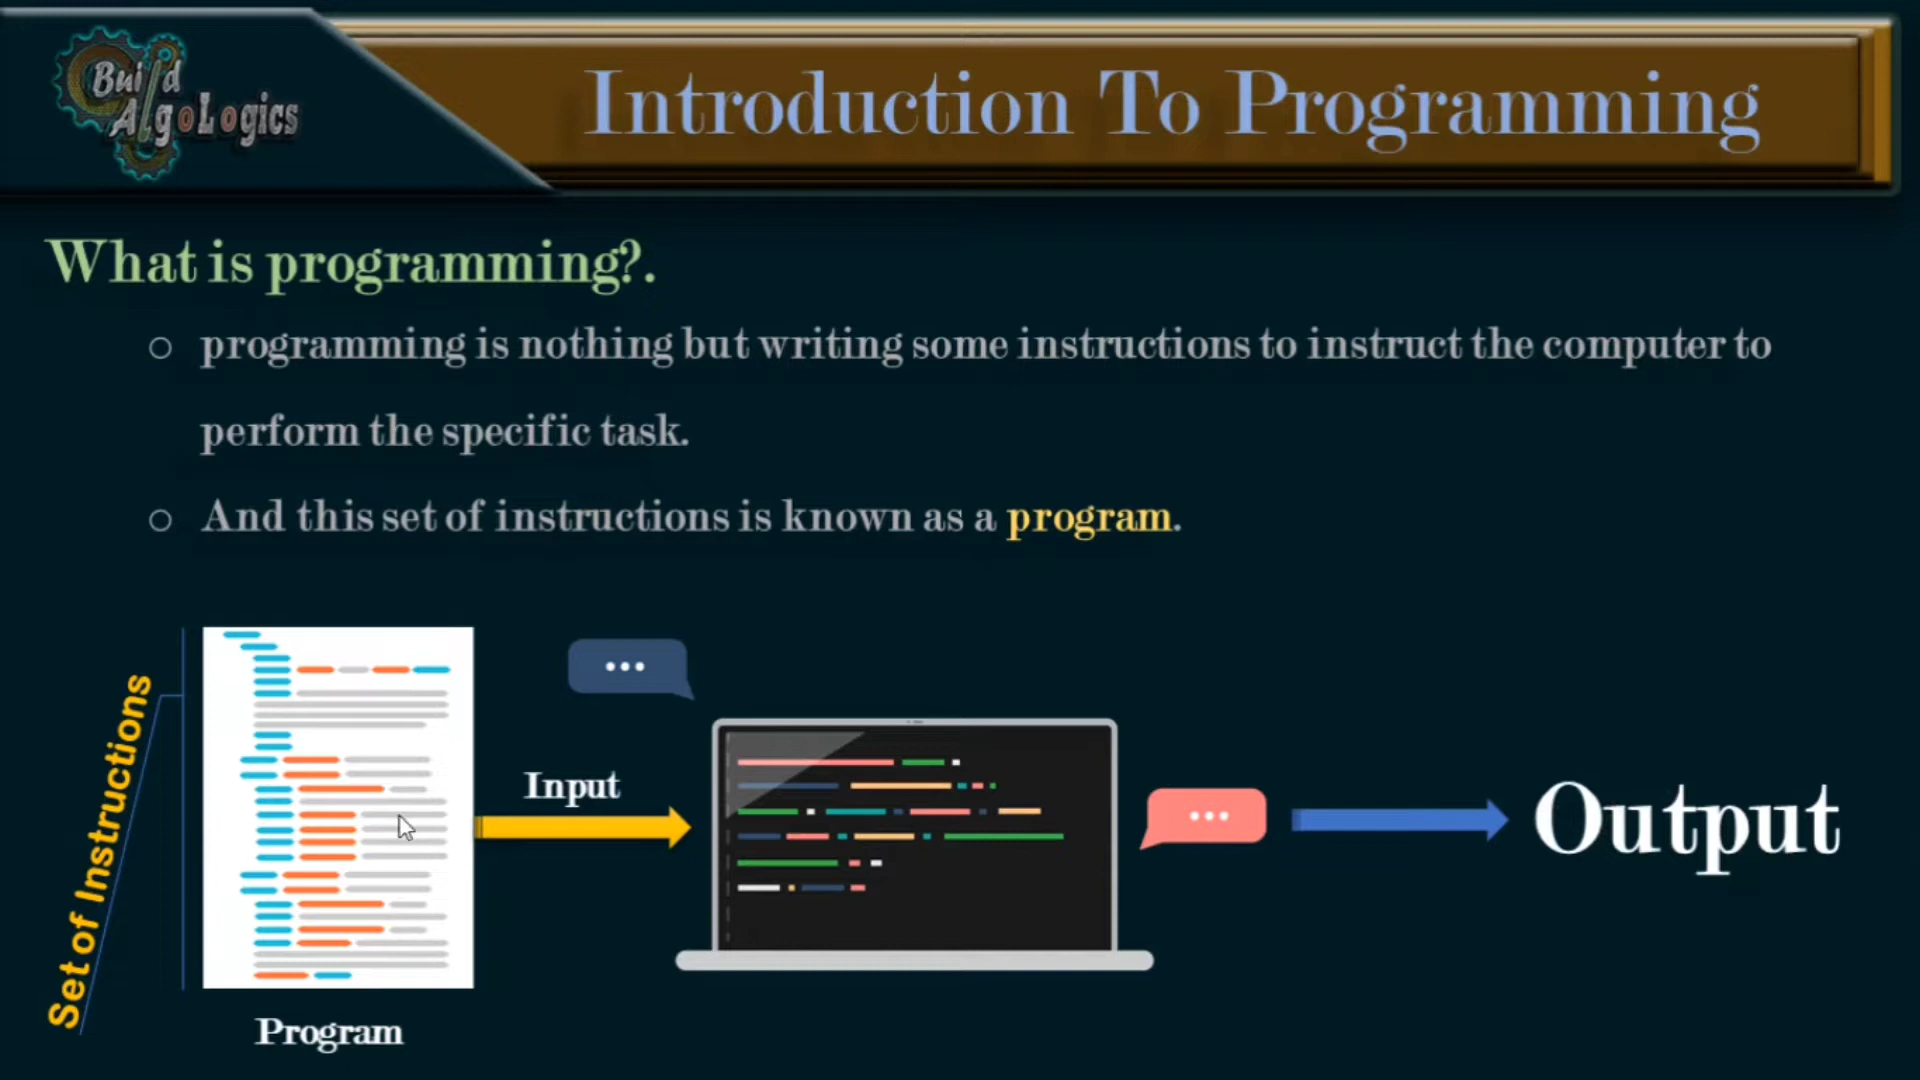 Build
AlgoLogics
Introduction To Programming
What is programming?.
programming is nothing but writing some instructions to instruct the computer to
perform the specific task.
And this set of instructions is known as a program.
Set of Instructions
Input
Output
Program